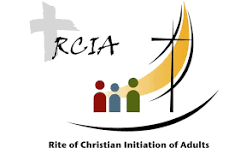 RCIA
Rite of Christian Initiation of Adults